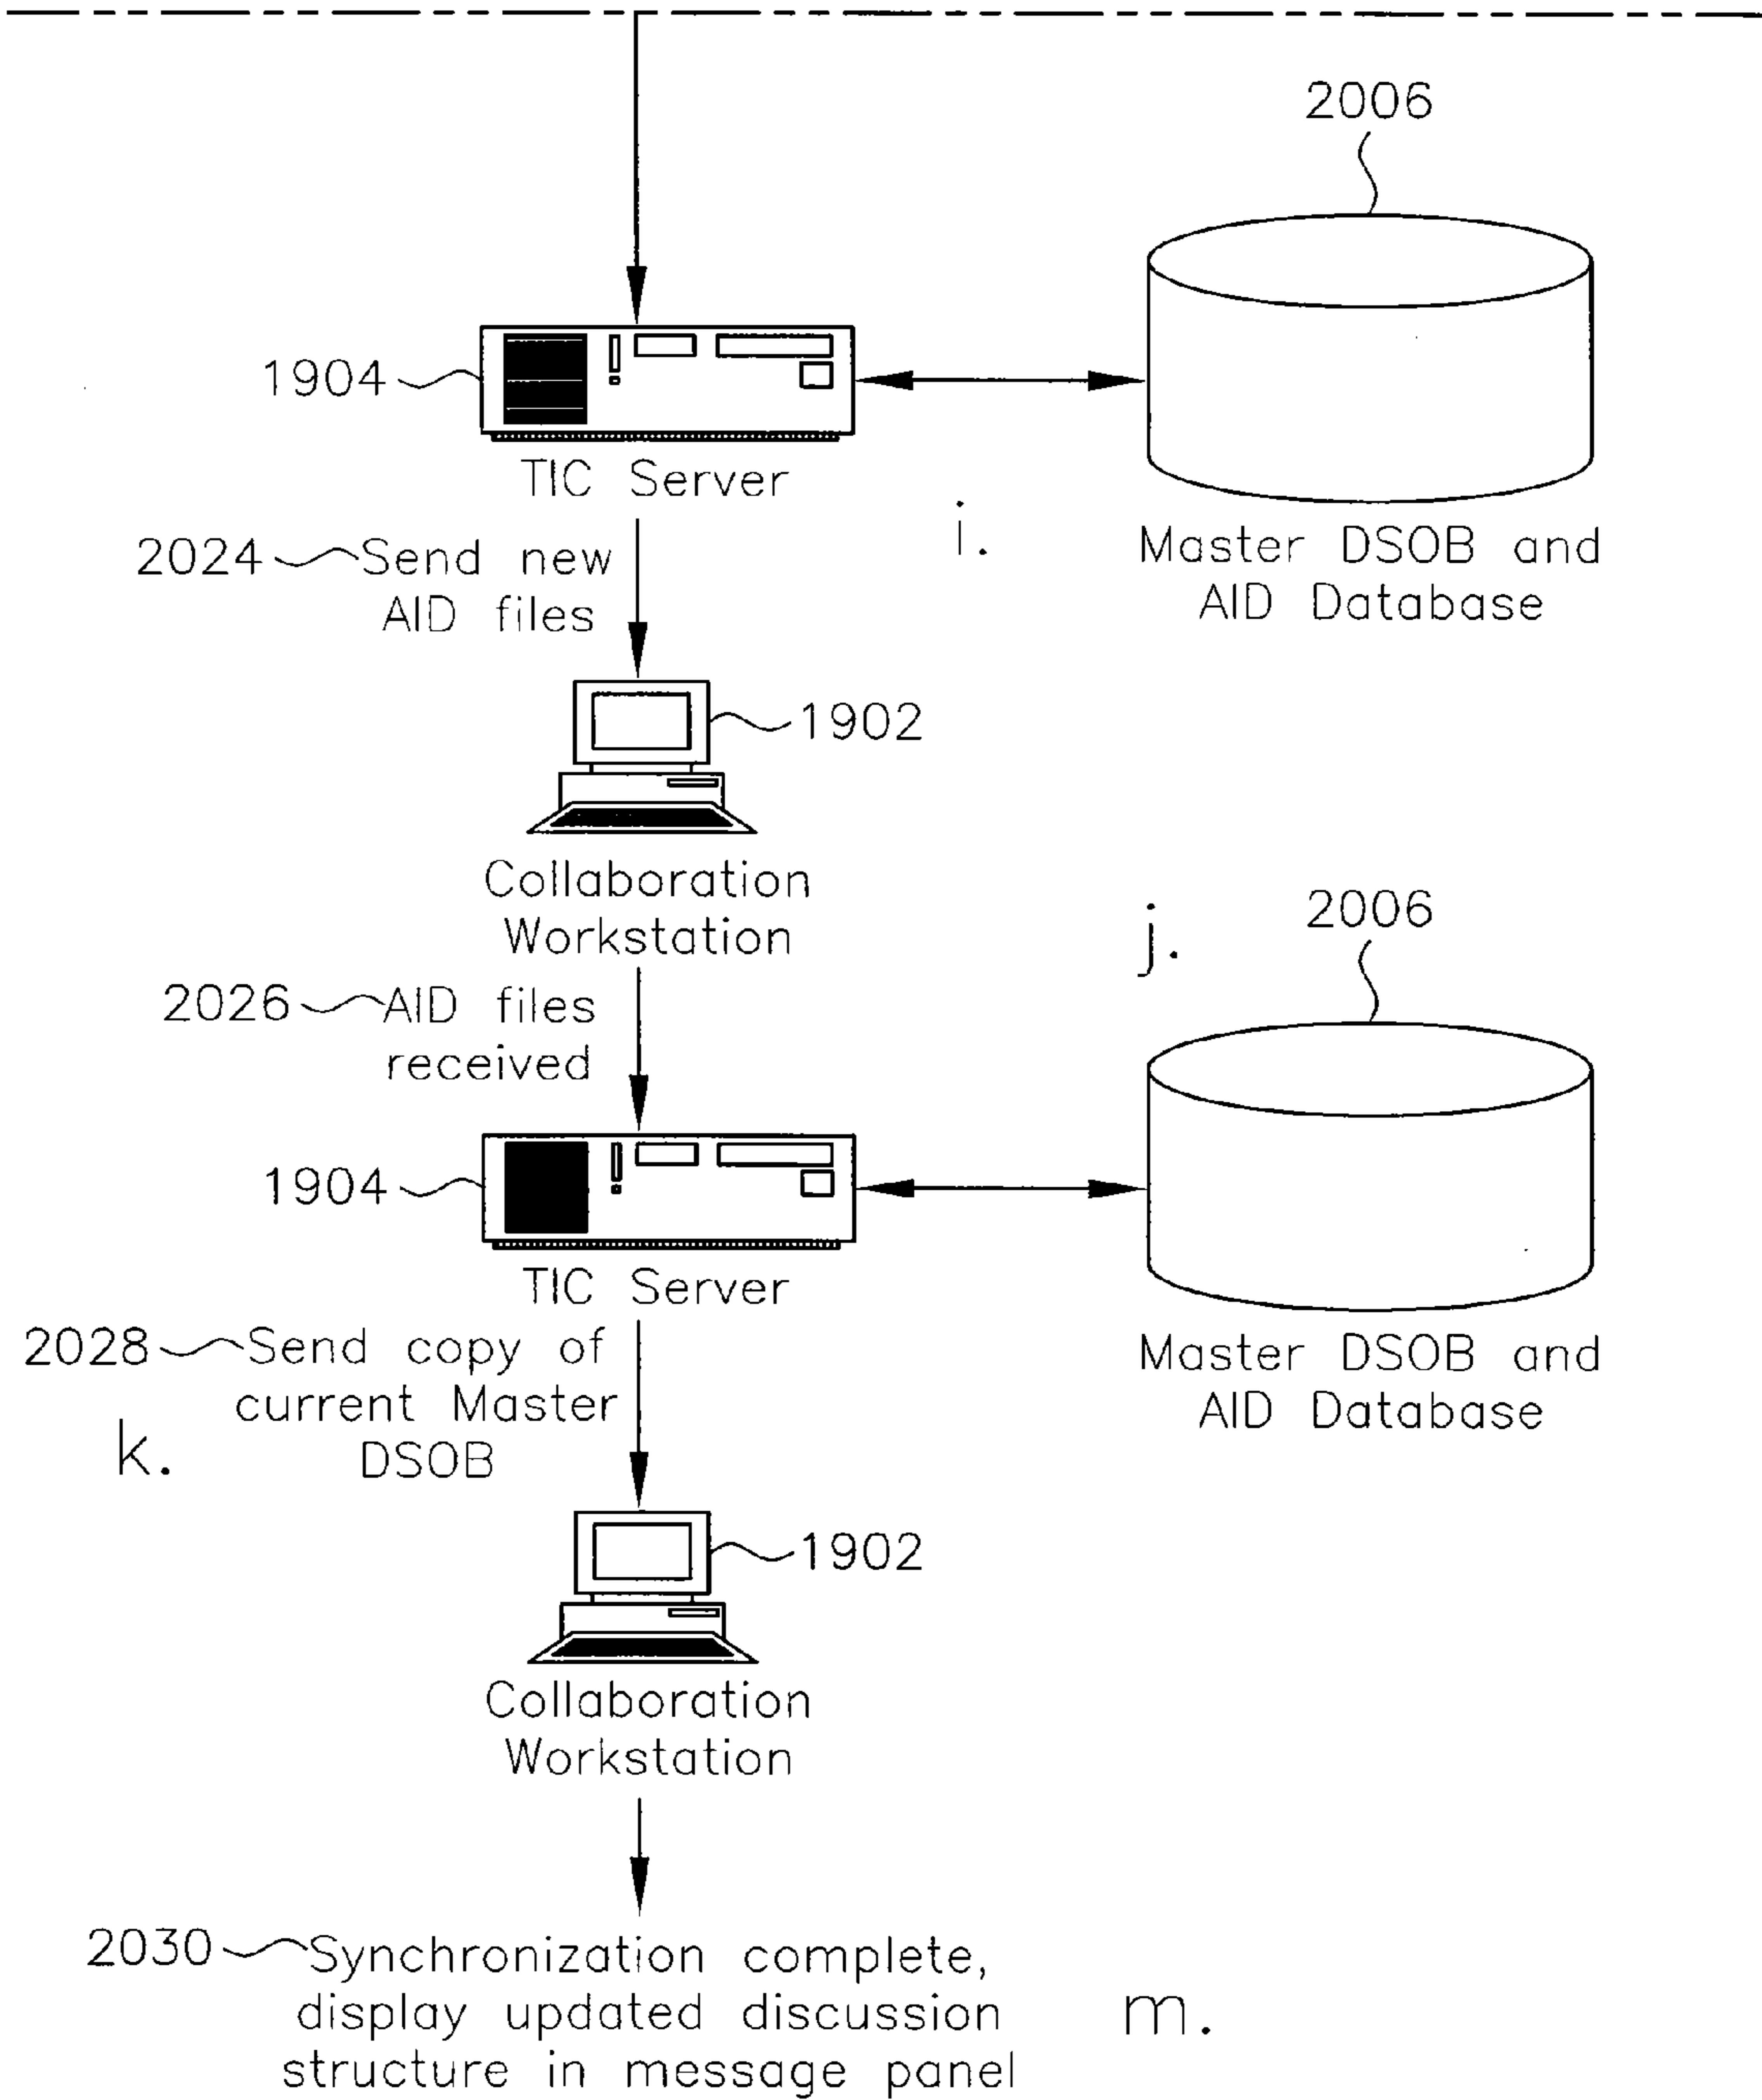 2006
1904
TIC Server
i.
Master DSOB and
AID Database
2024 Send new
AID files
1902
Collaboration
Workstation
j.
2006
2026 AID files
received
1904
TIC Server
Master DSOB and
AID Database
2028 Send copy of
current Master
DSOB
k.
1902
Collaboration
Workstation
2030 Synchronization complete,
display updated discussion
structure in message panel
m.